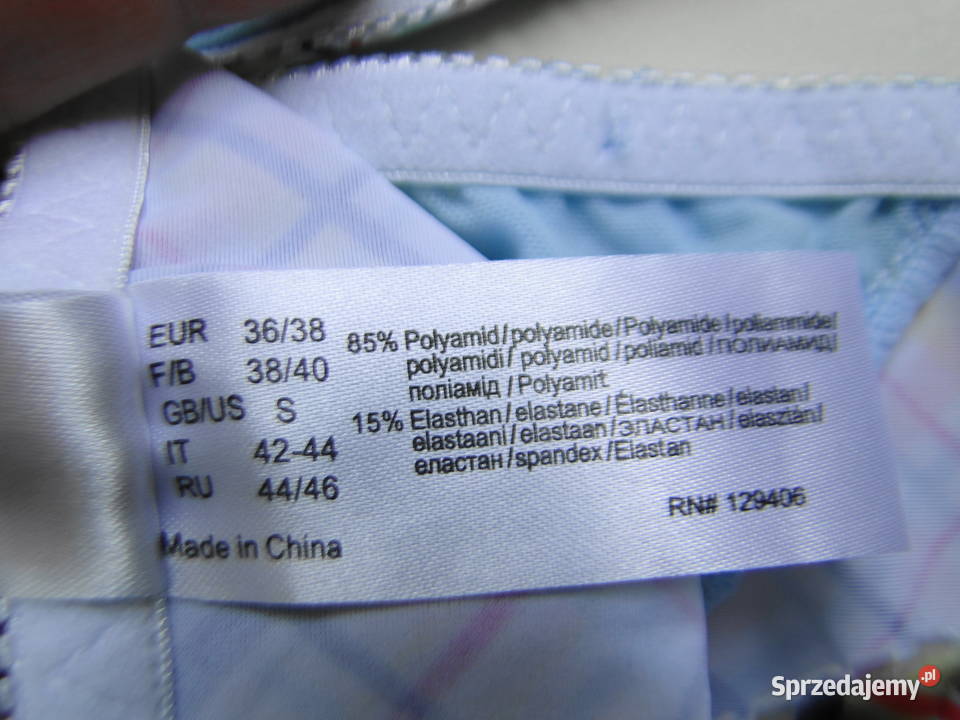 EUR 36/38
F/B 38/40
GB/US S
IT 42-44
RU 44/46
Made in China
85% Polyamid/polyamide/Polyamide/poliammide/
polyamidi/polyamid/poliamid/ПОЛИАМИД/
поліамід/Polyamit
15% Elasthan/elastane/Élasthanne/elastan/
elastaani/elastaan/ЭЛАСТАН/elasztán/
еластан/spandex/Elastan
RN# 129406
Sprzedajemy.pl